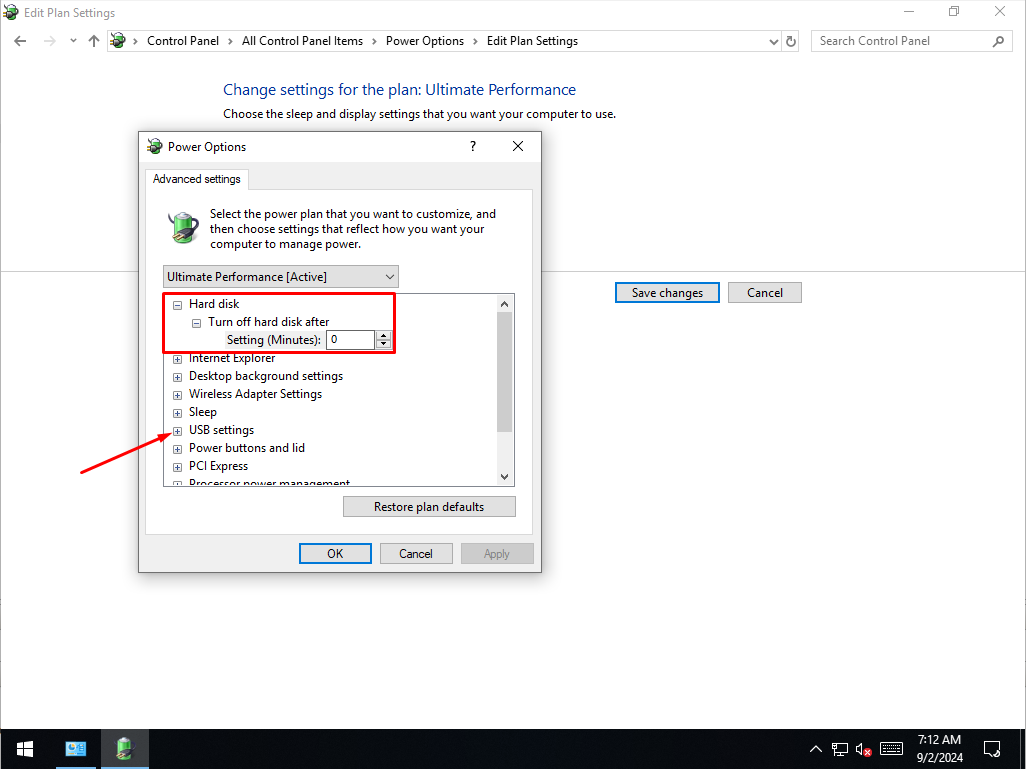 Edit Plan Settings
Control Panel > All Control Panel Items > Power Options > Edit Plan Settings
Search Control Panel
Change settings for the plan: Ultimate Performance
Choose the sleep and display settings that you want your computer to use.
Power Options
?
Advanced settings
Select the power plan that you want to customize, and
then choose settings that reflect how you want your
computer to manage power.
Ultimate Performance [Active]
Hard disk
Turn off hard disk after
Setting (Minutes): 0
Internet Explorer
Desktop background settings
Wireless Adapter Settings
Sleep
USB settings
Power buttons and lid
PCI Express
Processor power management
Restore plan defaults
OK
Cancel
Apply
Save changes
Cancel
7:12 AM
9/2/2024